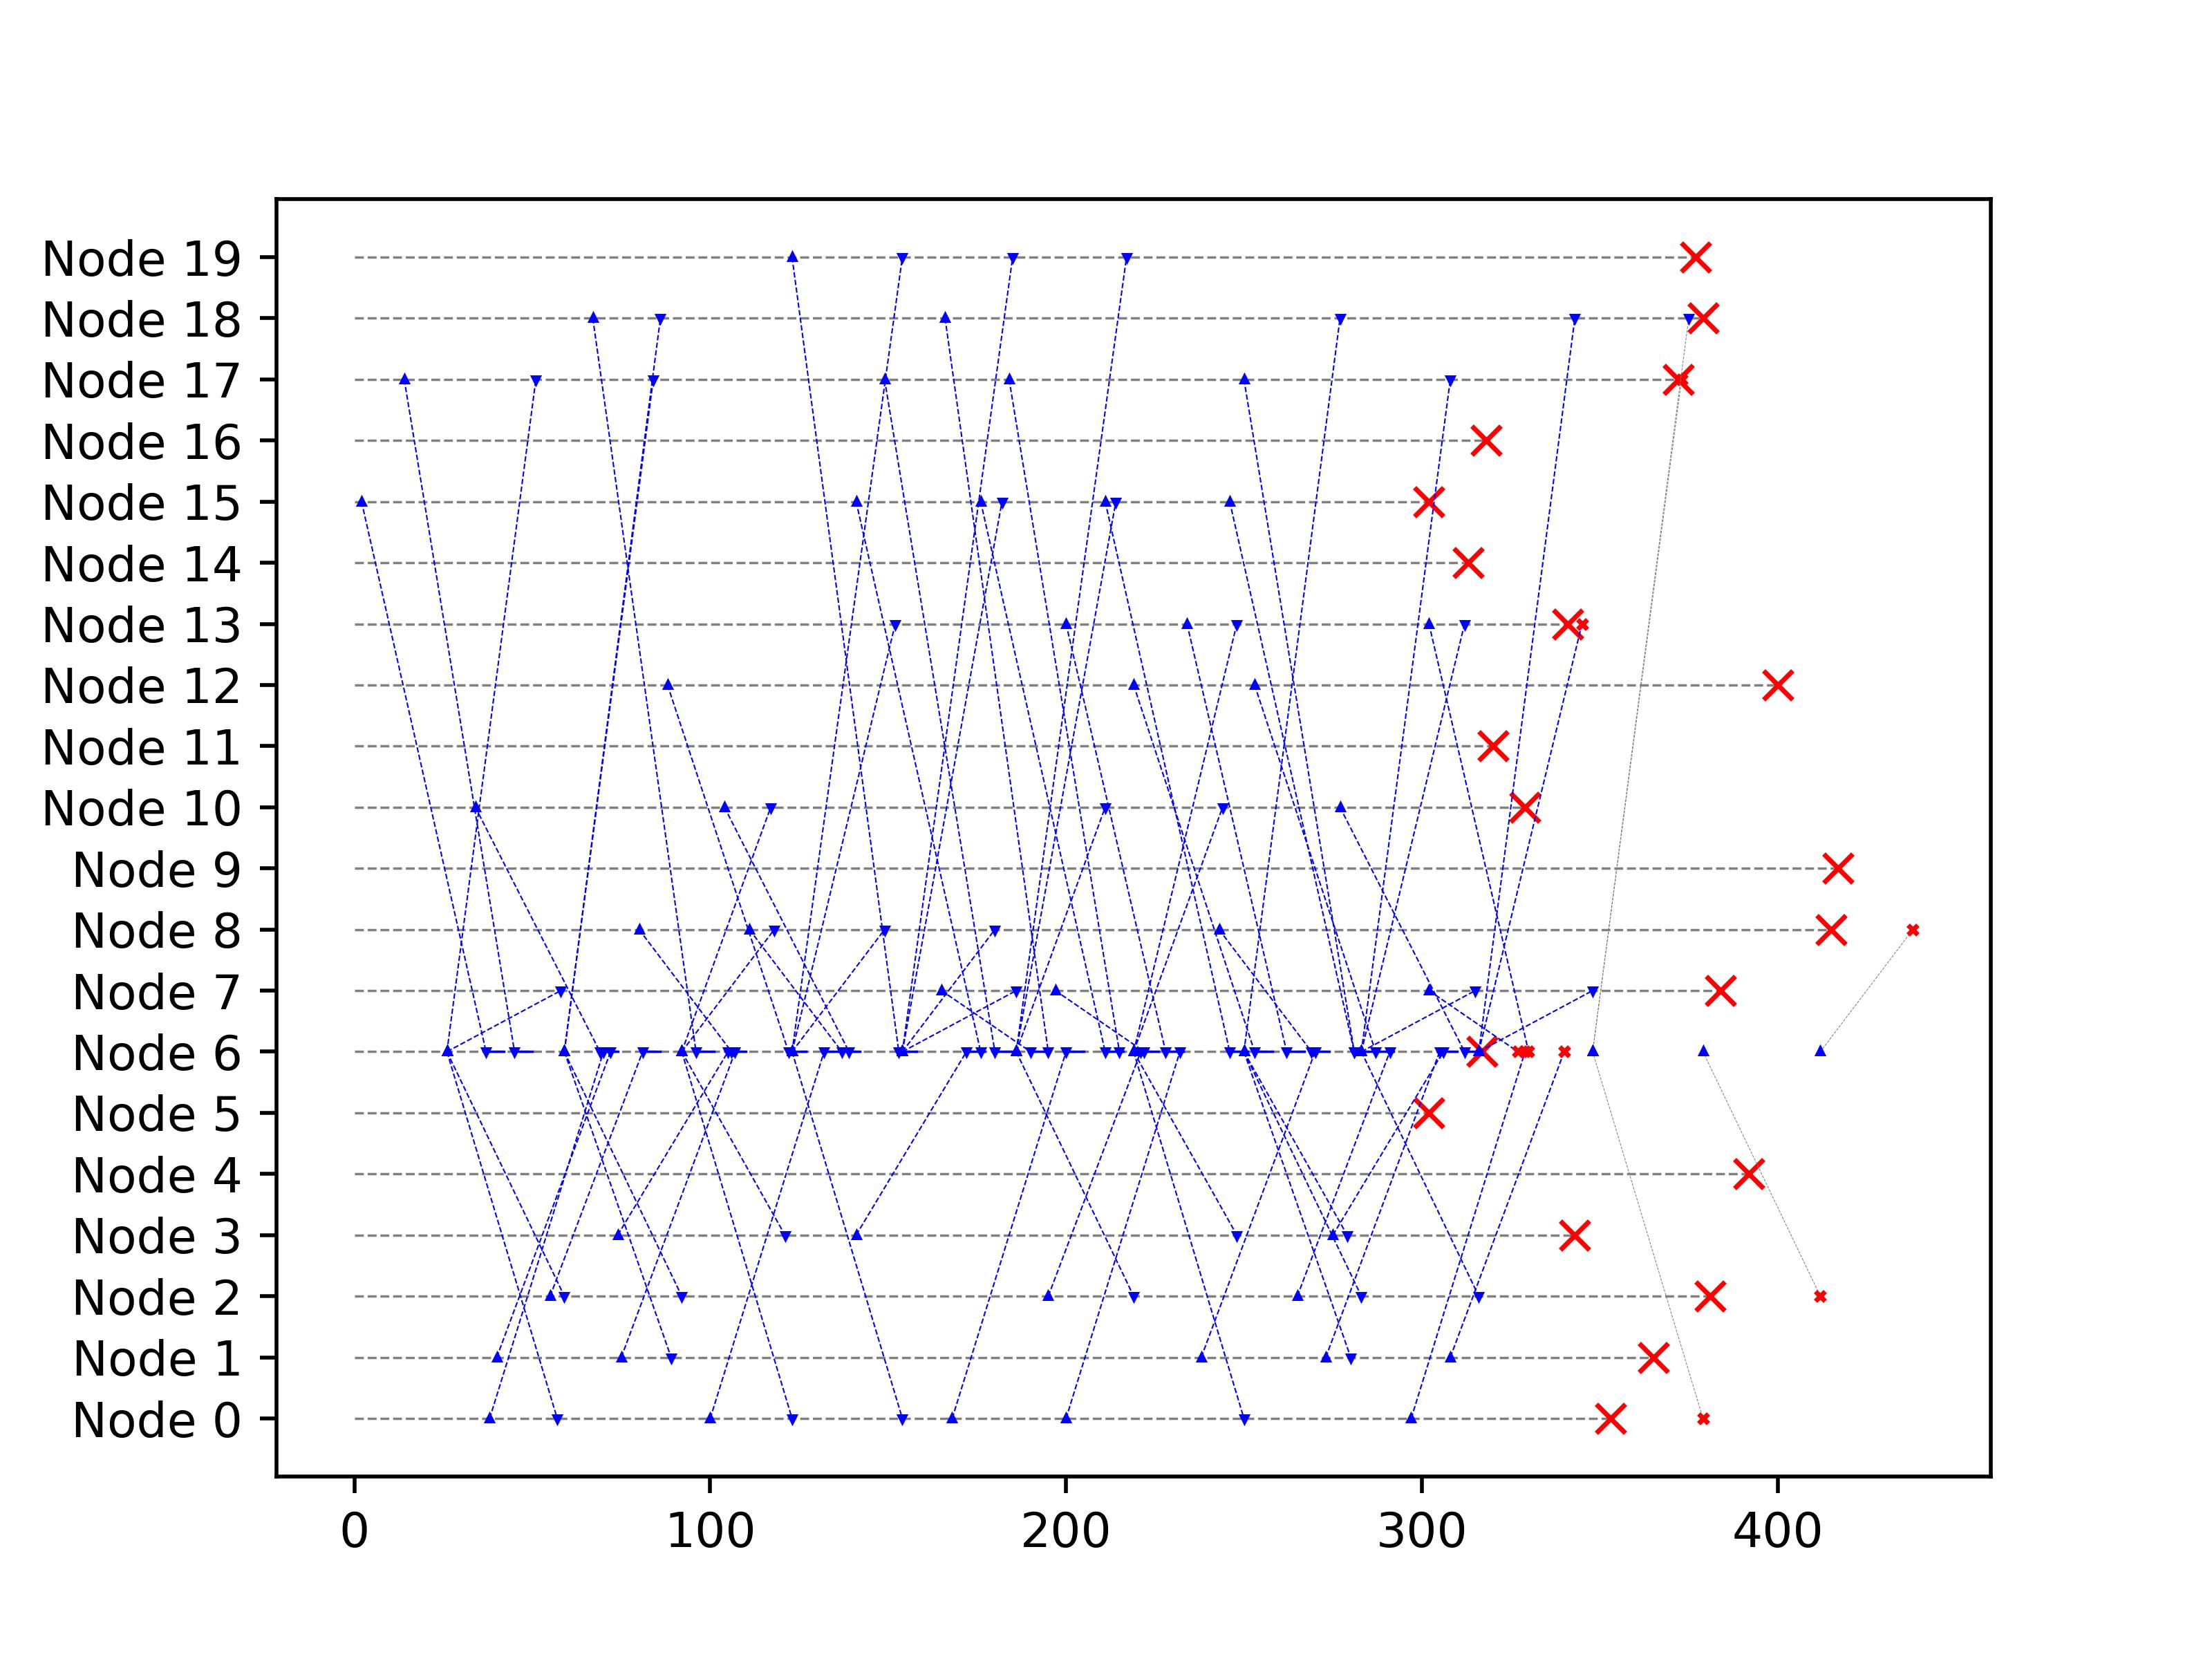 Node 19
Node 18
Node 17
Node 16
Node 15
Node 14
Node 13
Node 12
Node 11
Node 10
Node 9
Node 8
Node 7
Node 6
Node 5
Node 4
Node 3
Node 2
Node 1
Node 0
0 100 200 300 400